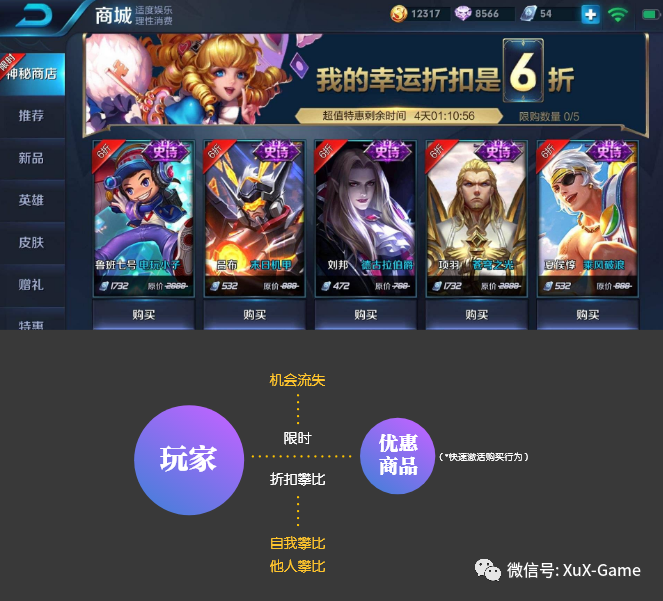 商城
适度娱乐
理性消费
12317
8566
54
限时
神秘商店
推荐
新品
英雄
皮肤
赠礼
特惠
我的幸运折扣是6折
超值特惠剩余时间 4天01:10:56
限购数量 0/5
6折 史诗
6折 史诗
6折 史诗
6折 史诗
6折 史诗
鲁班七号 电玩小子
吕布 末日机甲
刘邦 德古拉伯爵
项羽 苍穹之光
夏侯惇 乘风破浪
1732 原价 2888
532 原价 888
472 原价 788
1732 原价 2888
532 原价 888
购买
购买
购买
购买
购买
机会流失
限时
玩家
优惠
商品
(*快速激活购买行为)
折扣攀比
自我攀比
他人攀比
微信号: XuX-Game